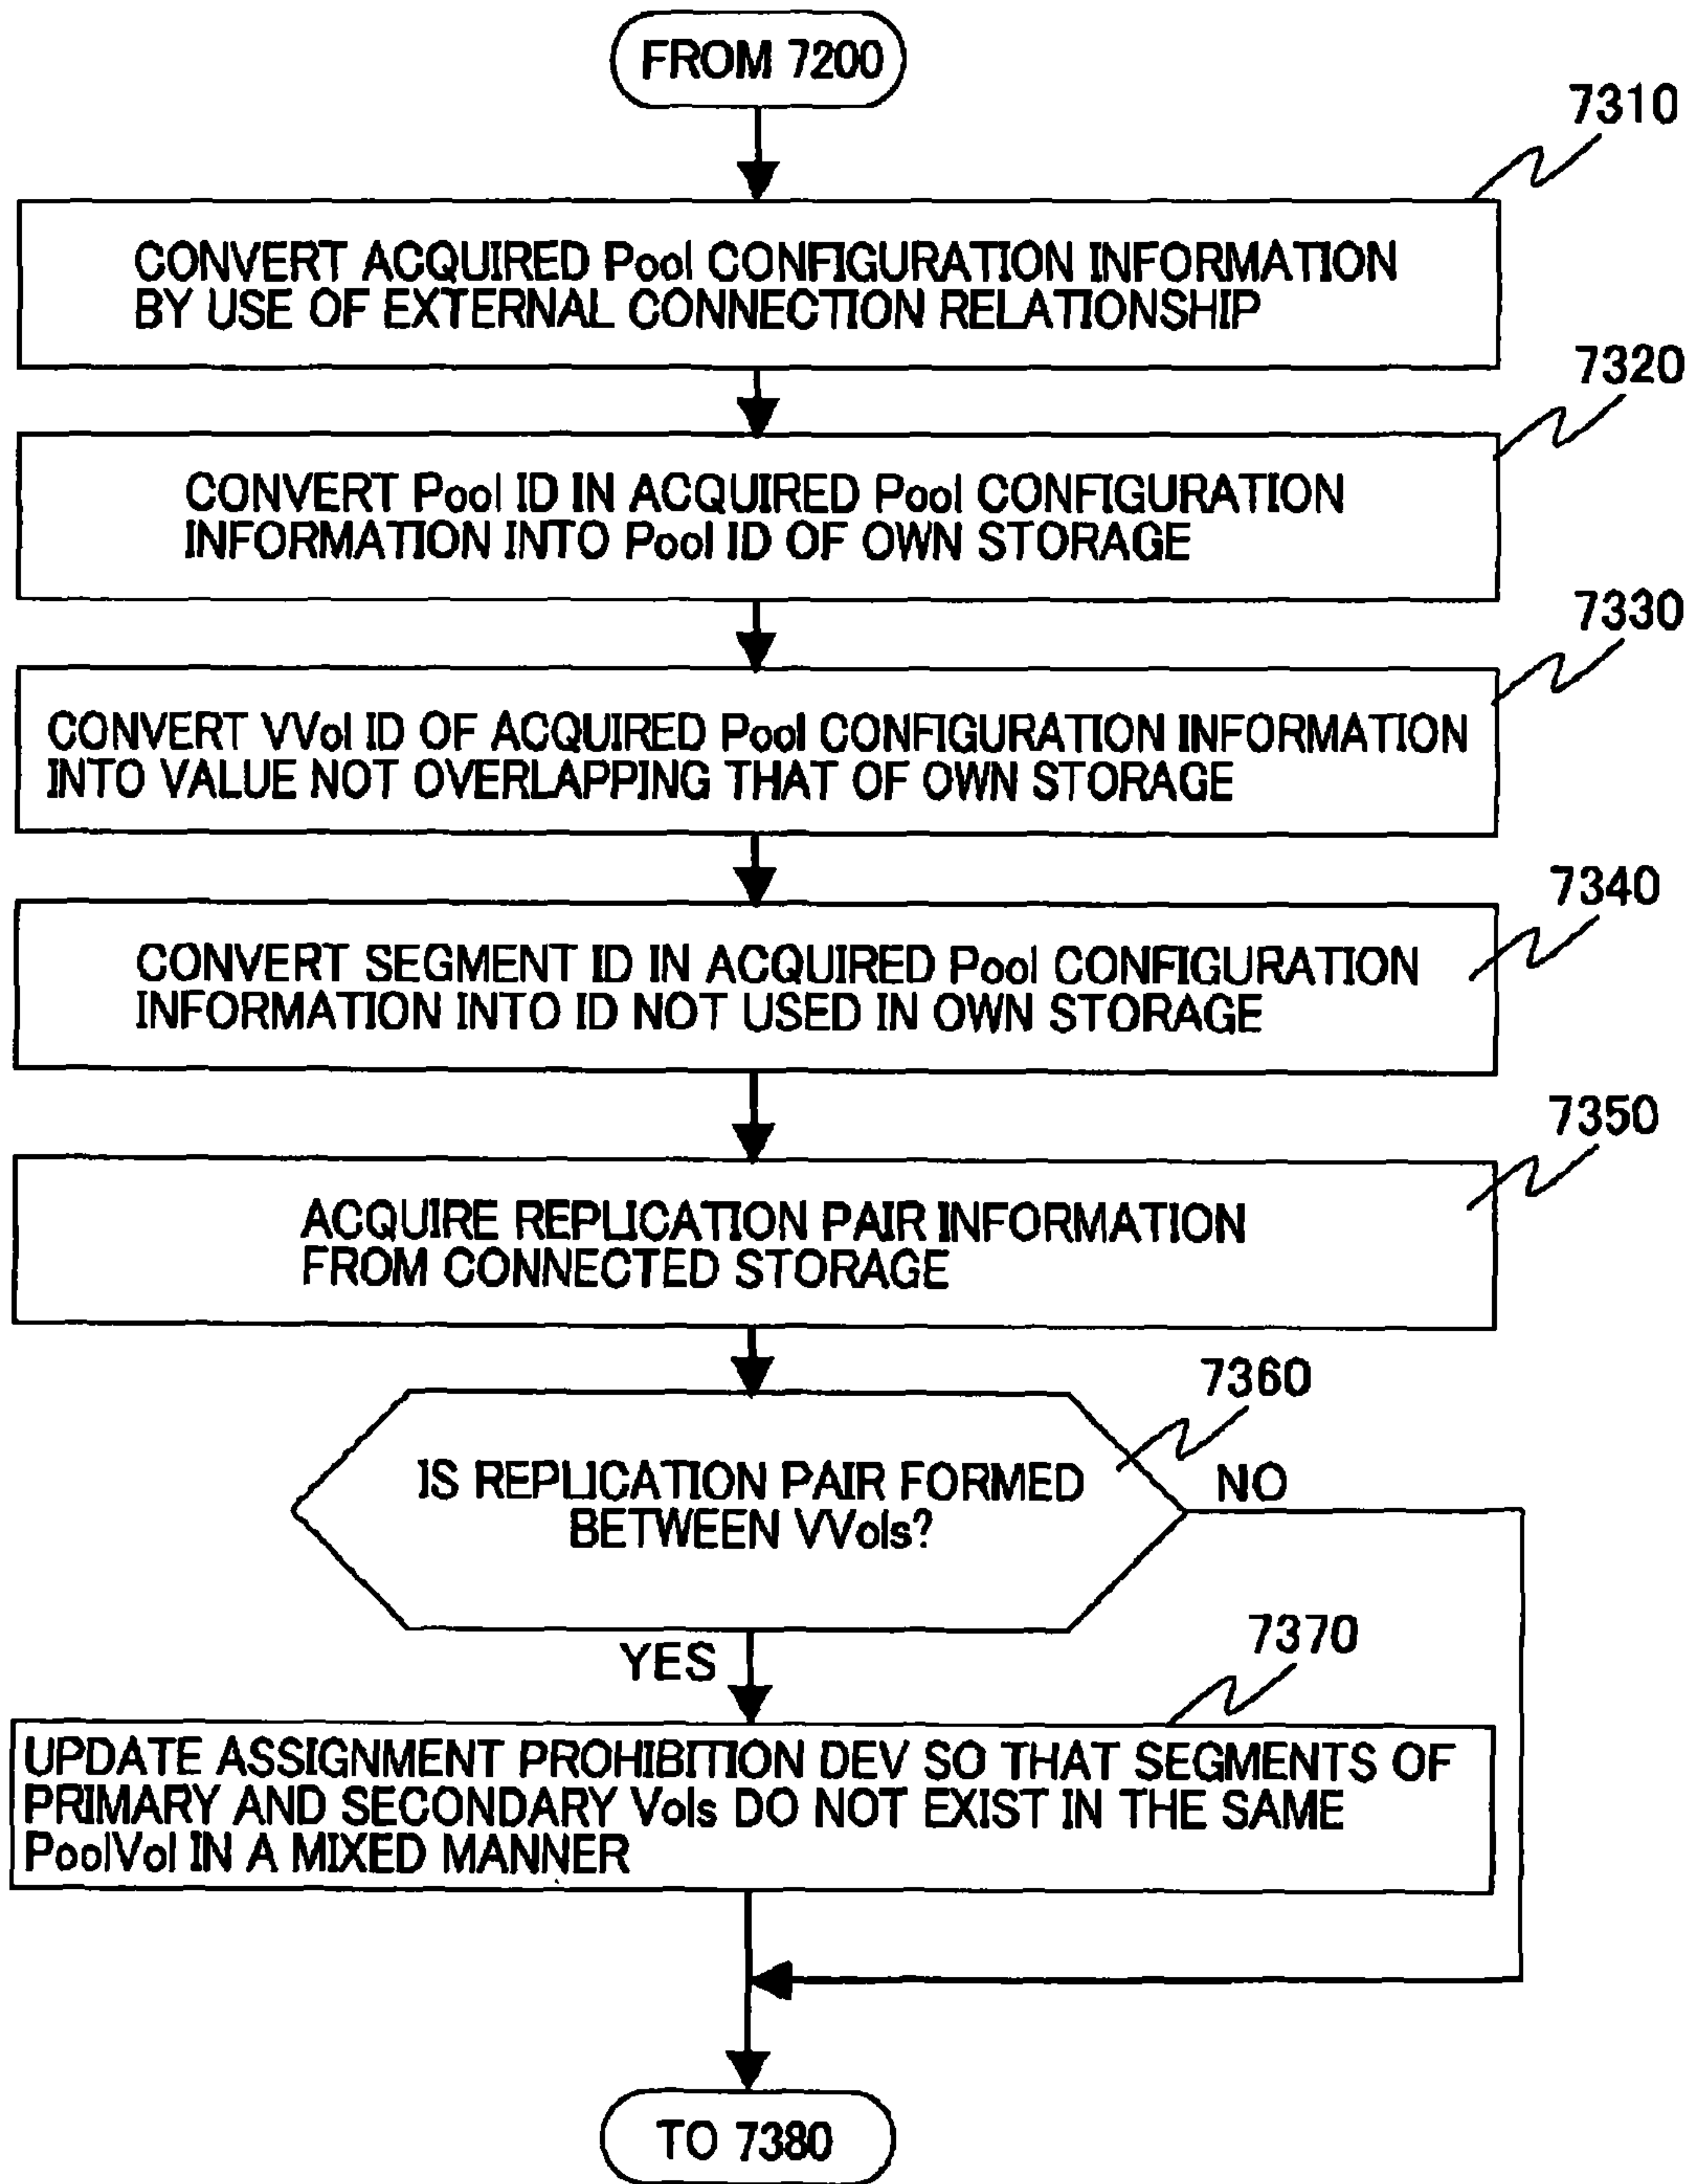 FROM 7200
7310
CONVERT ACQUIRED Pool CONFIGURATION INFORMATION
BY USE OF EXTERNAL CONNECTION RELATIONSHIP
7320
CONVERT Pool ID IN ACQUIRED Pool CONFIGURATION
INFORMATION INTO Pool ID OF OWN STORAGE
7330
CONVERT VVol ID OF ACQUIRED Pool CONFIGURATION INFORMATION
INTO VALUE NOT OVERLAPPING THAT OF OWN STORAGE
7340
CONVERT SEGMENT ID IN ACQUIRED Pool CONFIGURATION
INFORMATION INTO ID NOT USED IN OWN STORAGE
7350
ACQUIRE REPLICATION PAIR INFORMATION
FROM CONNECTED STORAGE
7360
IS REPLICATION PAIR FORMED
BETWEEN VVols?
NO
YES
7370
UPDATE ASSIGNMENT PROHIBITION DEV SO THAT SEGMENTS OF
PRIMARY AND SECONDARY Vols DO NOT EXIST IN THE SAME
PoolVol IN A MIXED MANNER
TO 7380